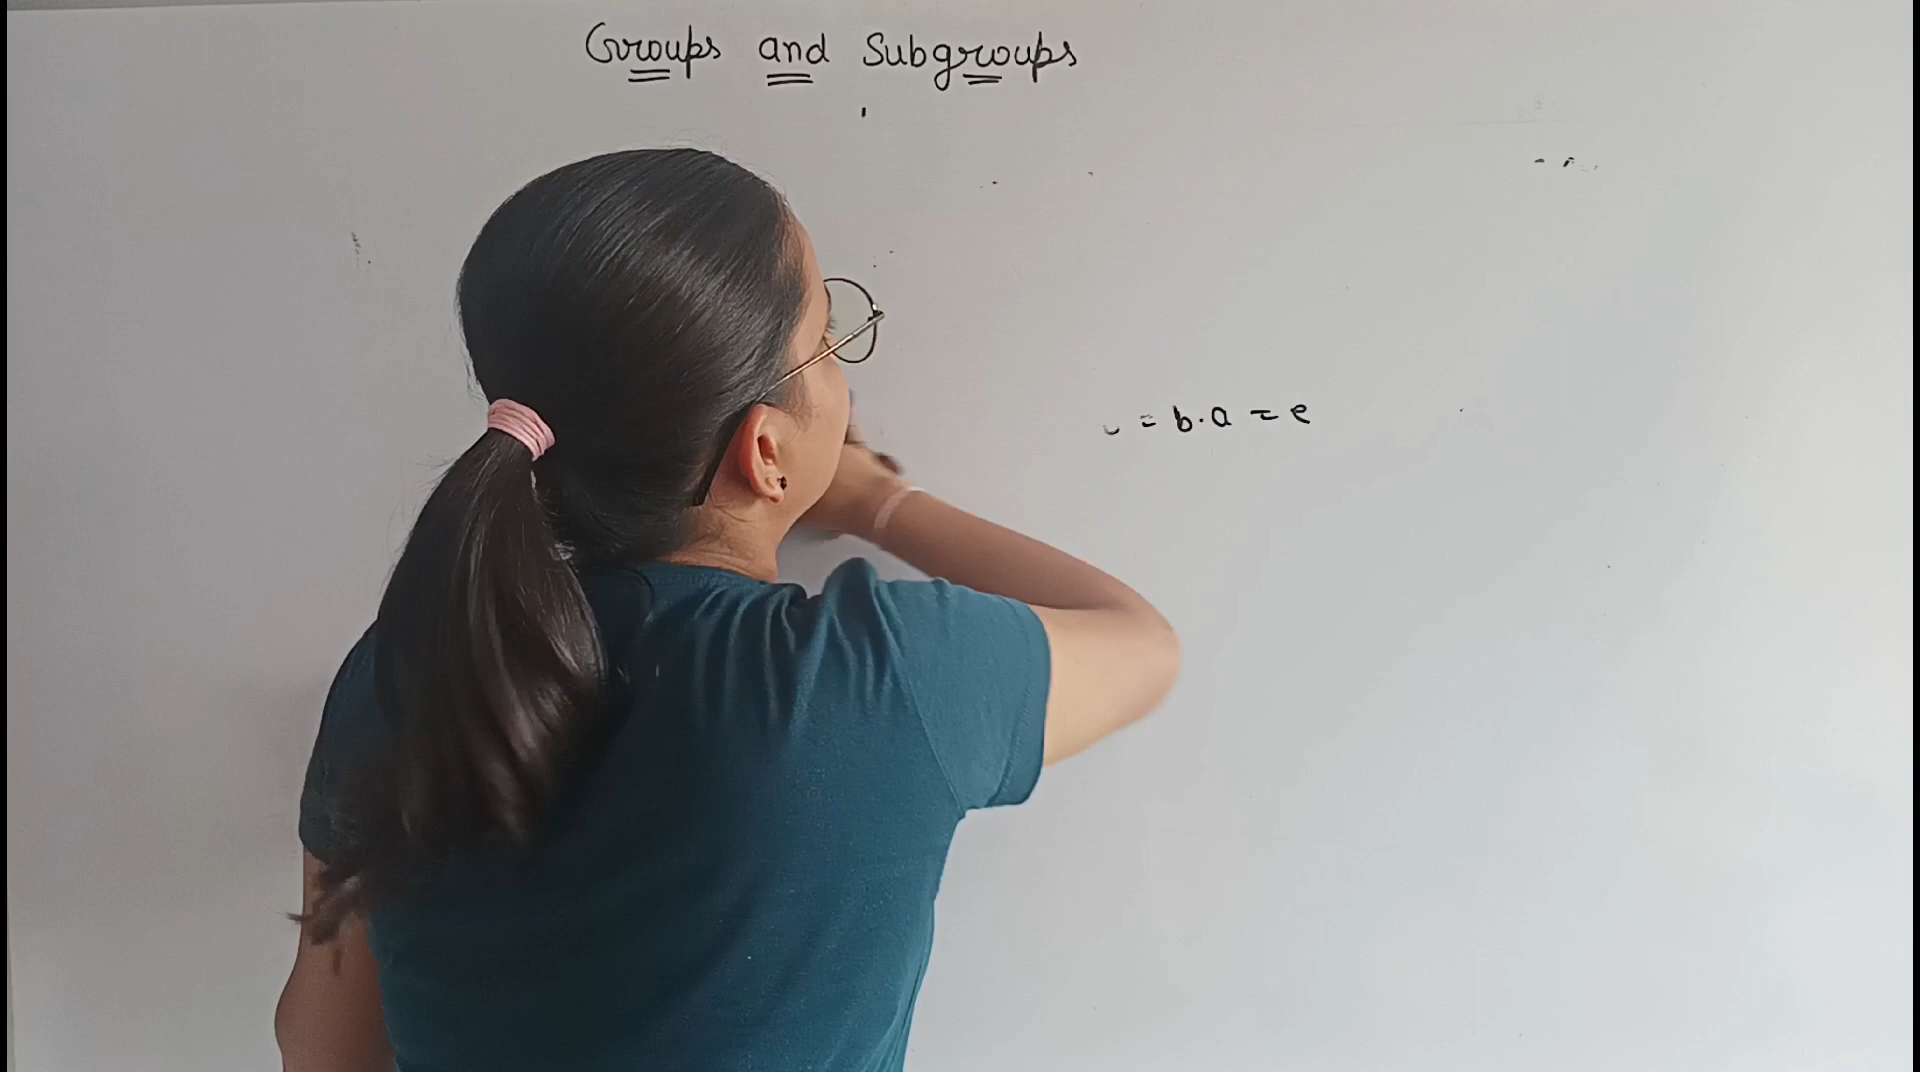 Groups and Subgroups
= b.a = e